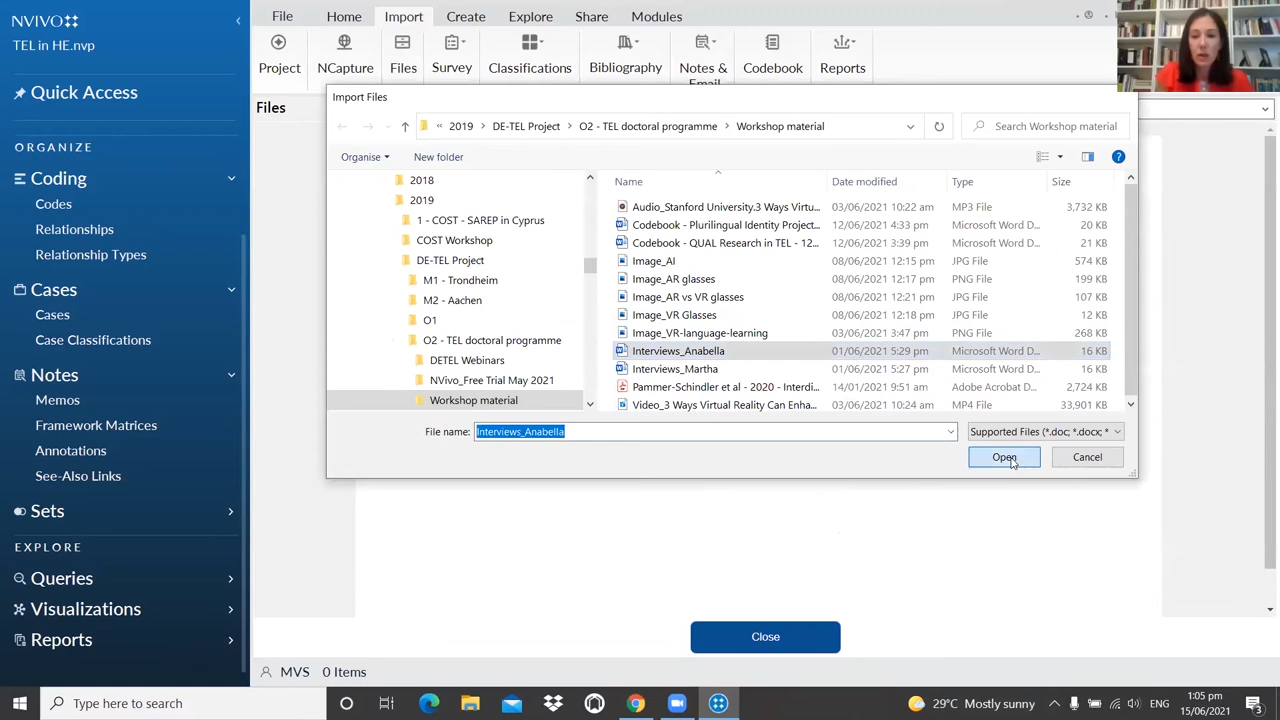 NVIVO
TEL in HE.nvp
Quick Access
ORGANIZE
Coding
Codes
Relationships
Relationship Types
Cases
Cases
Case Classifications
Notes
Memos
Framework Matrices
Annotations
See-Also Links
Sets
EXPLORE
Queries
Visualizations
Reports
File Home Import Create Explore Share Modules
Project NCapture Files Survey Classifications Bibliography Notes & Email Codebook Reports
Files
Import Files
« 2019 > DE-TEL Project > O2 - TEL doctoral programme > Workshop material
Search Workshop material
Organise New folder
2018
2019
1 - COST - SAREP in Cyprus
COST Workshop
DE-TEL Project
M1 - Trondheim
M2 - Aachen
O1
O2 - TEL doctoral programme
DETEL Webinars
NVivo_Free Trial May 2021
Workshop material
Name Date modified Type Size
Audio_Stanford University.3 Ways Virtu... 03/06/2021 10:22 am MP3 File 3,732 KB
Codebook - Plurilingual Identity Project... 12/06/2021 4:33 pm Microsoft Word D... 20 KB
Codebook - QUAL Research in TEL - 12... 12/06/2021 3:39 pm Microsoft Word D... 21 KB
Image_AI 08/06/2021 12:15 pm JPG File 574 KB
Image_AR glasses 08/06/2021 12:17 pm PNG File 199 KB
Image_AR vs VR glasses 08/06/2021 12:21 pm JPG File 107 KB
Image_VR Glasses 08/06/2021 12:18 pm JPG File 12 KB
Image_VR-language-learning 03/06/2021 3:47 pm PNG File 268 KB
Interviews_Anabella 01/06/2021 5:29 pm Microsoft Word D... 16 KB
Interviews_Martha 01/06/2021 5:27 pm Microsoft Word D... 16 KB
Pammer-Schindler et al - 2020 - Interdi... 14/01/2021 9:51 am Adobe Acrobat D... 2,724 KB
Video_3 Ways Virtual Reality Can Enha... 03/06/2021 10:24 am MP4 File 33,901 KB
File name: Interviews_Anabella Supported Files (*.doc; *.docx; *
Open Cancel
Close
MVS 0 Items
Type here to search
29°C Mostly sunny
ENG
1:05 pm
15/06/2021
3